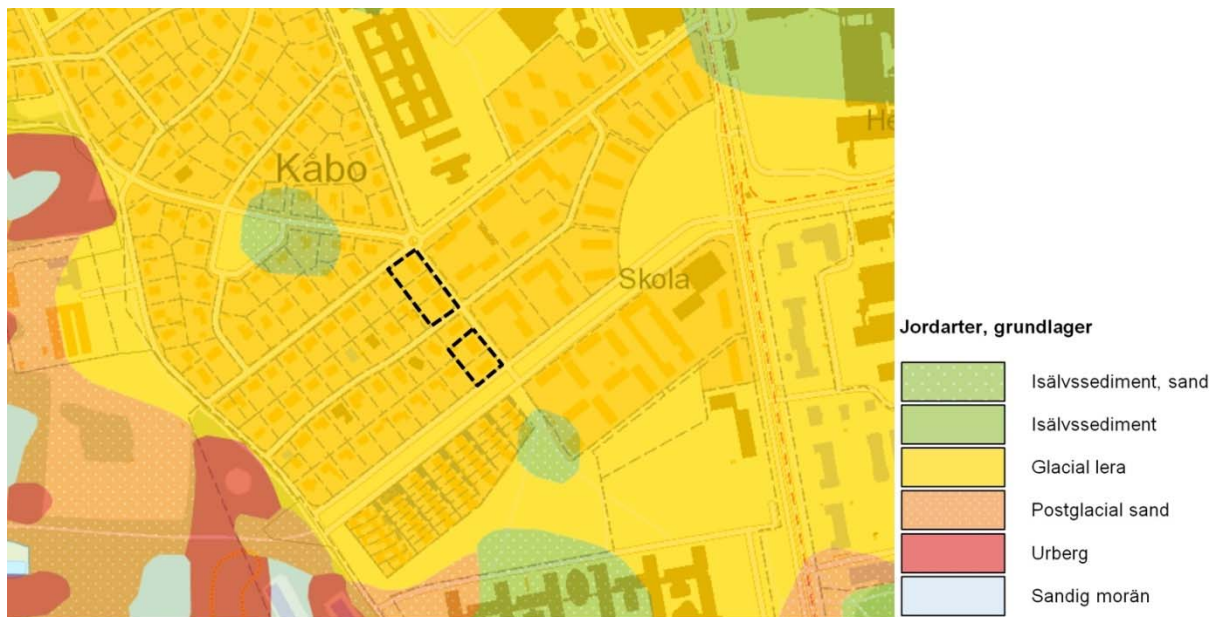 Kåbo
Skola
He
Jordarter, grundlager
Isälvssediment, sand
Isälvssediment
Glacial lera
Postglacial sand
Urberg
Sandig morän